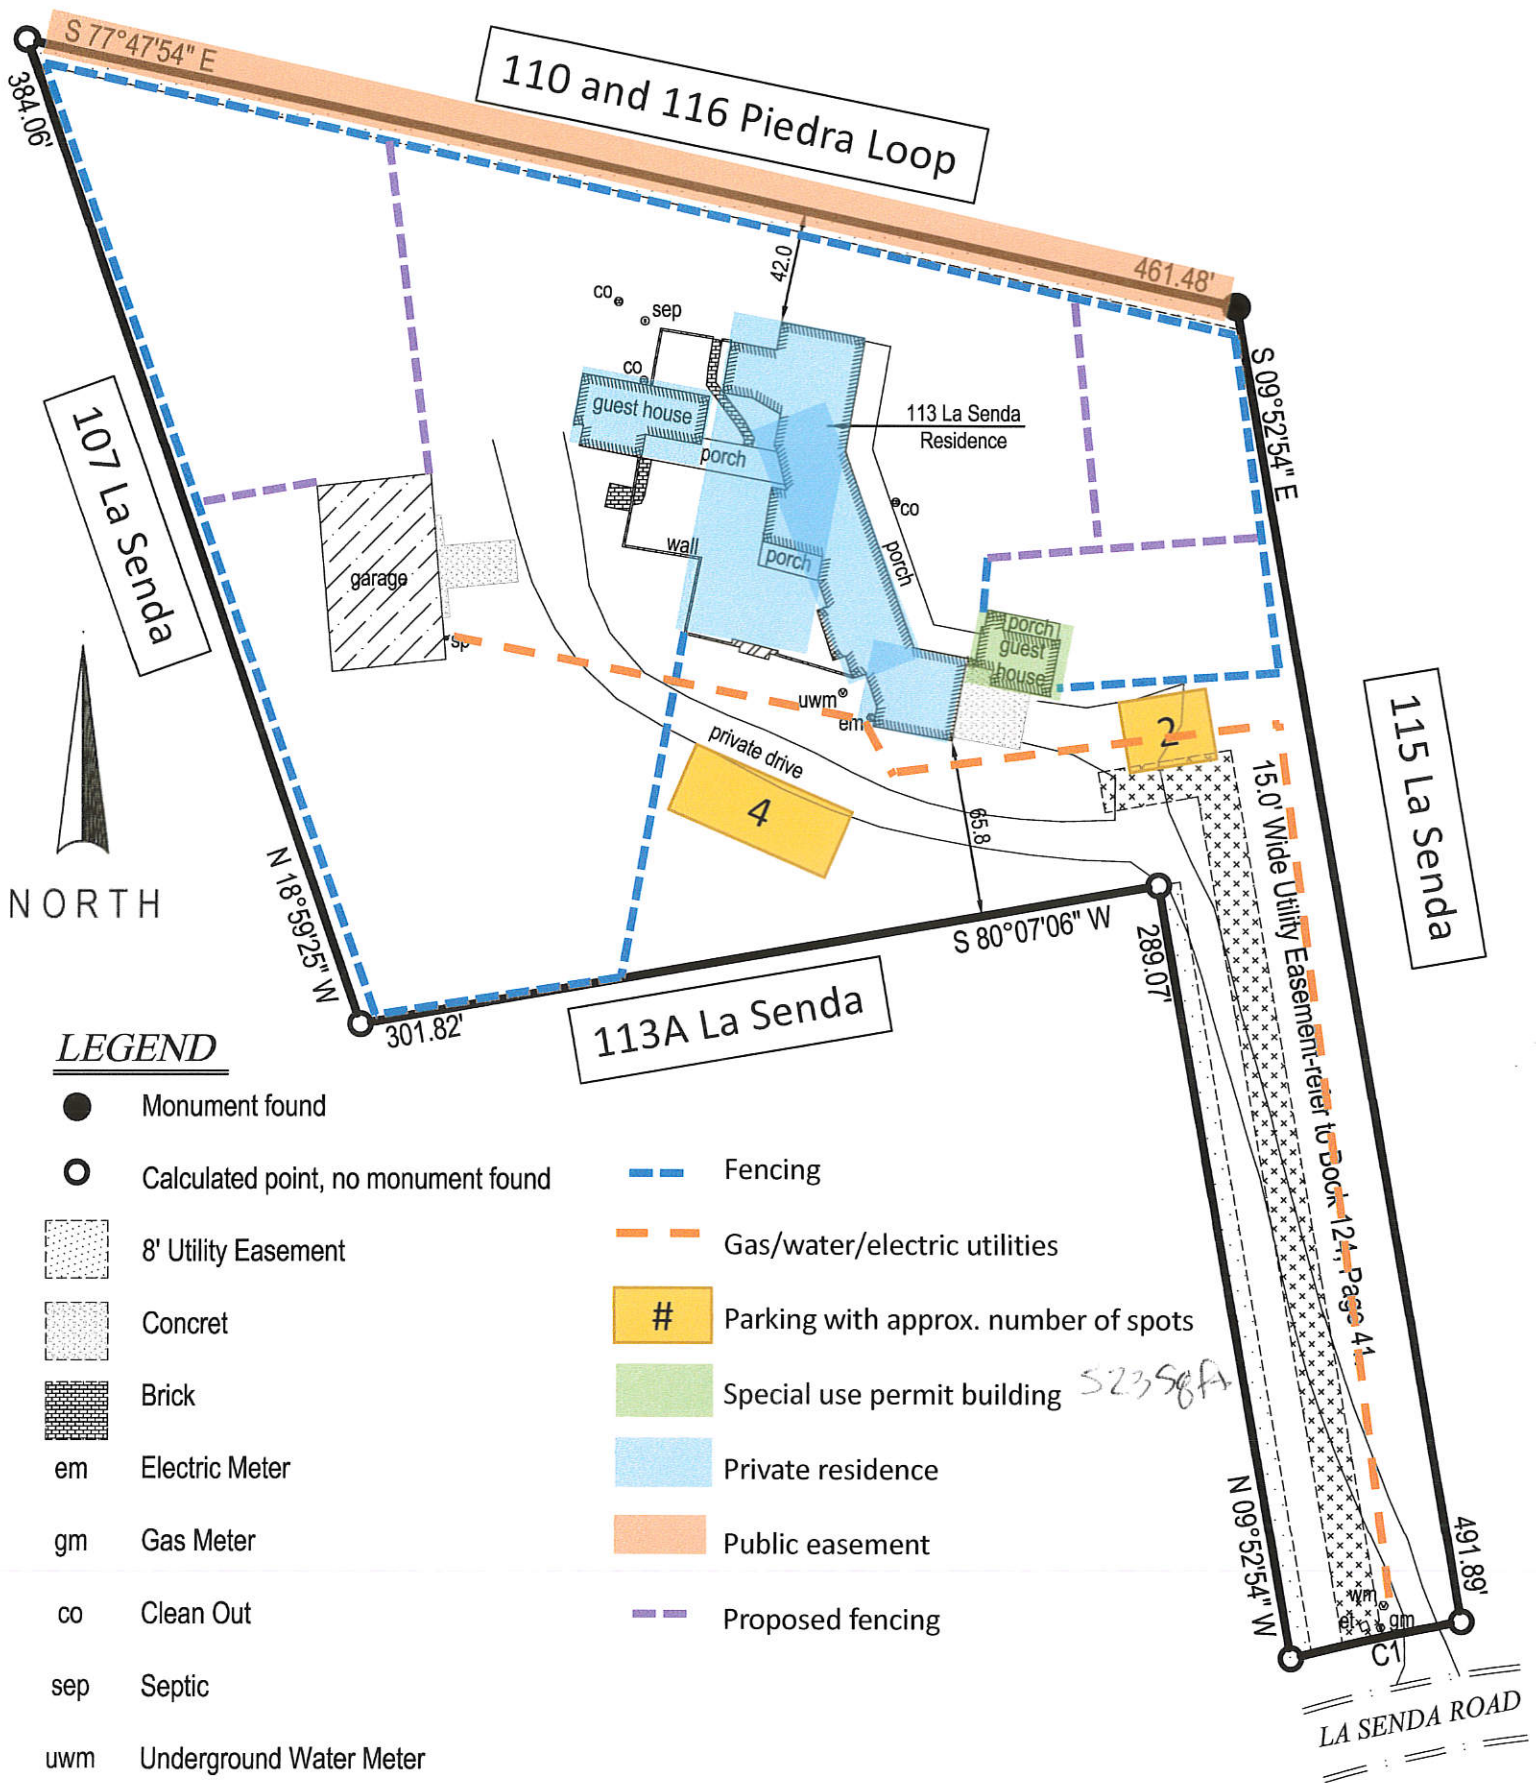 S 77°47'54" E
384.06'
110 and 116 Piedra Loop
461.48'
42.0
co
sep
co
guest house
porch
113 La Senda
Residence
S 09°52'54" E
107 La Senda
co
wall
porch
porch
garage
sp
porch
guest
house
uwm
em
private drive
2
4
65.8
115 La Senda
15.0' Wide Utility Easement-refer to Book 124, Page 41
NORTH
N 18°59'25" W
S 80°07'06" W
289.07'
301.82'
113A La Senda
LEGEND
Monument found
Calculated point, no monument found
8' Utility Easement
Concret
Brick
em Electric Meter
gm Gas Meter
co Clean Out
sep Septic
uwm Underground Water Meter
Fencing
Gas/water/electric utilities
# Parking with approx. number of spots
Special use permit building 523 Sq ft
Private residence
Public easement
Proposed fencing
N 09°52'54" W
491.89'
wm
gm
C1
LA SENDA ROAD